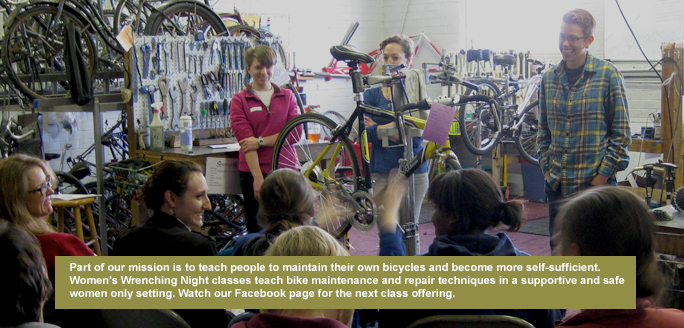 Part of our mission is to teach people to maintain their own bicycles and become more self-sufficient.
Women's Wrenching Night classes teach bike maintenance and repair techniques in a supportive and safe
women only setting. Watch our Facebook page for the next class offering.